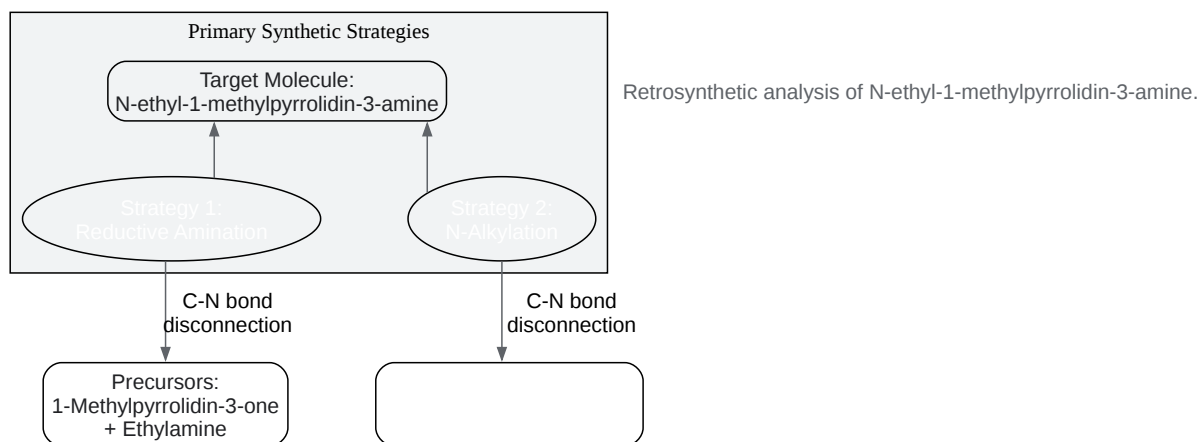 Primary Synthetic Strategies
Target Molecule:
N-ethyl-1-methylpyrrolidin-3-amine
Retrosynthetic analysis of N-ethyl-1-methylpyrrolidin-3-amine.
Strategy 1:
Reductive Amination
Strategy 2:
N-Alkylation
C-N bond
disconnection
C-N bond
disconnection
Precursors:
1-Methylpyrrolidin-3-one
+ Ethylamine